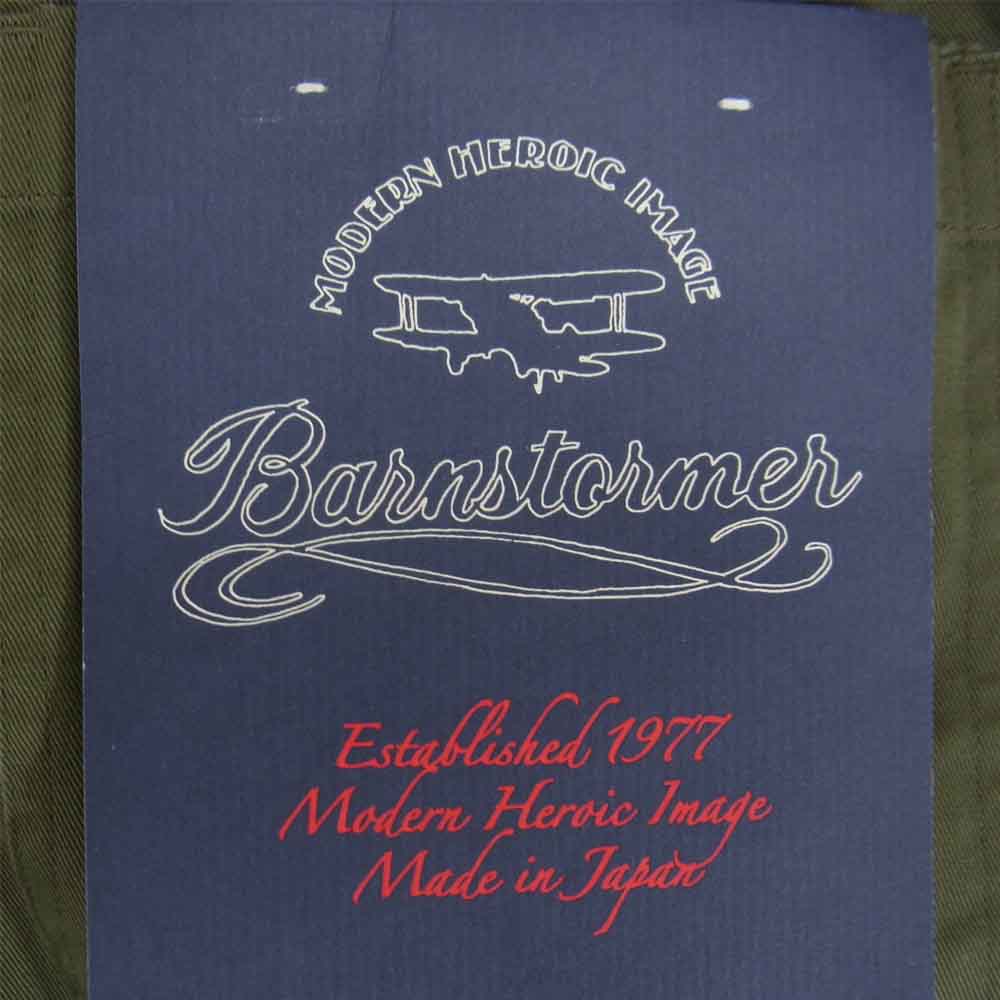 MODERN HEROIC IMAGE
Barnstormer
Established 1977
Modern Heroic Image
Made in Japan